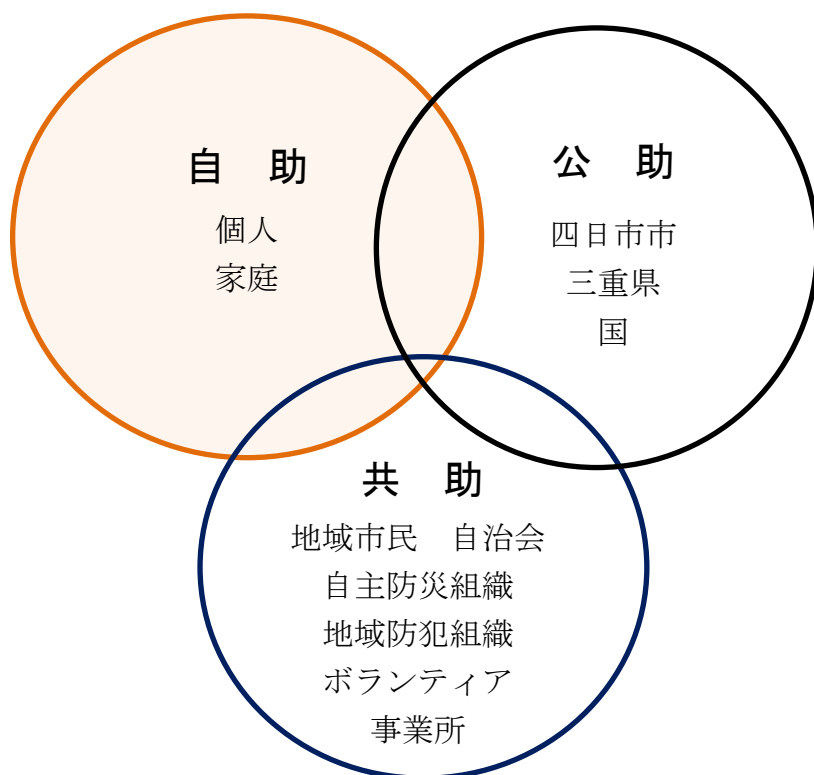 自　助
個人
家庭
公　助
四日市市
三重県
国
共　助
地域市民　自治会
自主防災組織
地域防犯組織
ボランティア
事業所